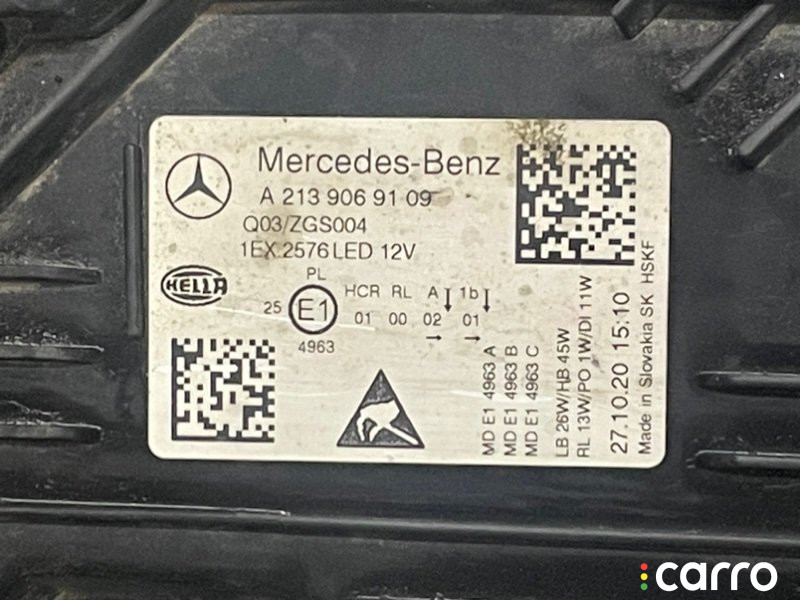 Mercedes-Benz
A 213 906 91 09
Q03/ZGS004
1EX 2576 LED 12V
HELLA
PL
25 E1
4963
HCR RL A 1b
01 00 02 01
MD E1 4963 A
MD E1 4963 B
MD E1 4963 C
LB 26W/HB 45W
RL 13W/PO 1W/DI 11W
27.10.20 15:10
Made in Slovakia SK HSKF
carro